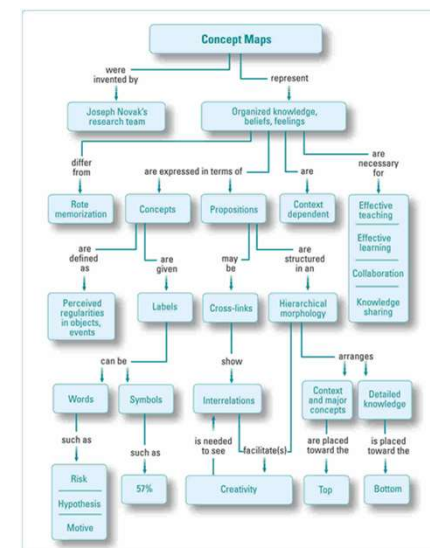 Concept Maps
were
invented by
represent
Joseph Novak's
research team
Organized knowledge,
beliefs, feelings
differ
from
are expressed in terms of
are
are
necessary
for
Rote
memorization
Concepts
Propositions
Context
dependent
Effective
teaching
Effective
learning
Collaboration
Knowledge
sharing
are
defined
as
are
given
may
be
are
structured
in an
Perceived
regularities
in objects,
events
Labels
Cross-links
Hierarchical
morphology
can be
show
arranges
Words
Symbols
Interrelations
Context
and major
concepts
Detailed
knowledge
such as
such as
is needed
to see
facilitate(s)
are placed
toward the
is placed
toward the
Risk
Hypothesis
Motive
57%
Creativity
Top
Bottom